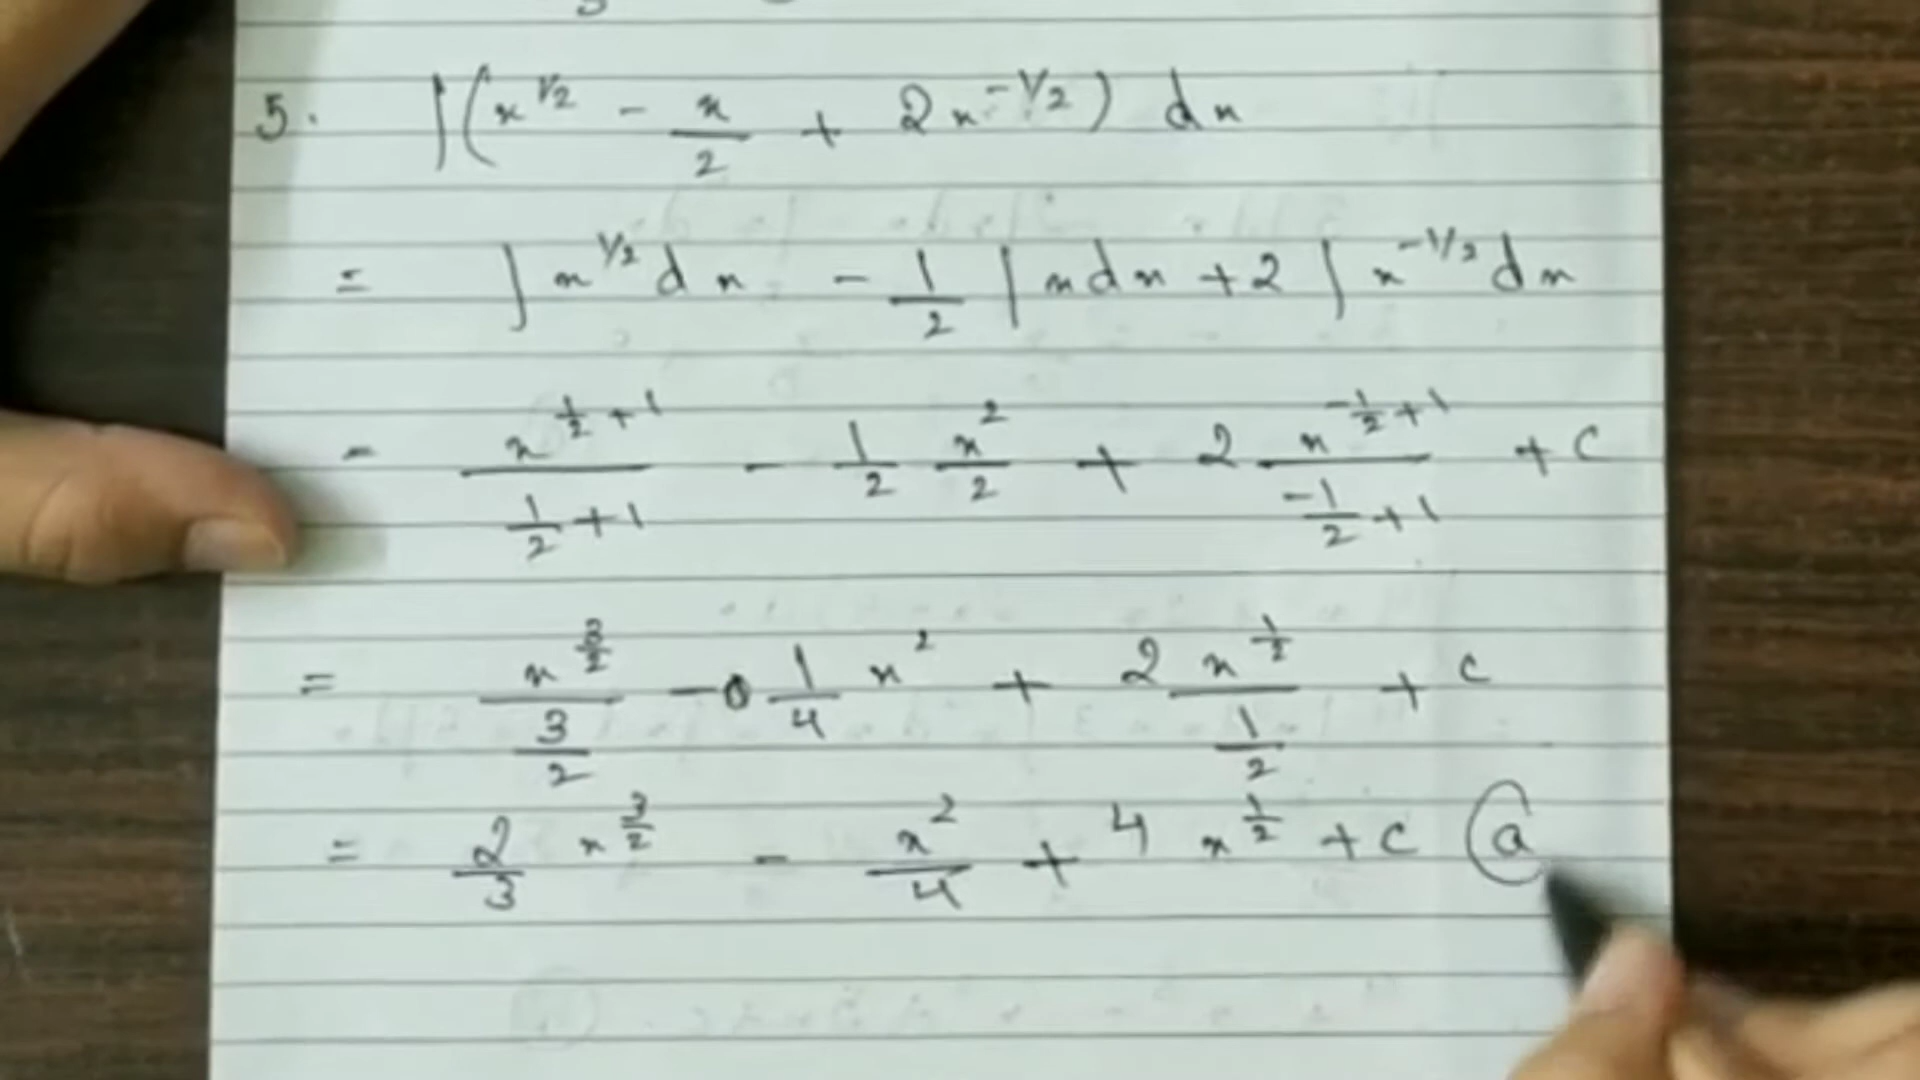 5. ∫(x^1/2 - x/2 + 2x^-1/2) dx
= ∫ x^1/2 dx - 1/2 ∫ x dx + 2 ∫ x^-1/2 dx
= x^(1/2+1)/(1/2+1) - 1/2 x^2/2 + 2 x^(-1/2+1)/(-1/2+1) + C
= x^(3/2)/(3/2) - 1/4 x^2 + 2 x^(1/2)/(1/2) + c
= 2/3 x^(3/2) - x^2/4 + 4 x^(1/2) + C (a)